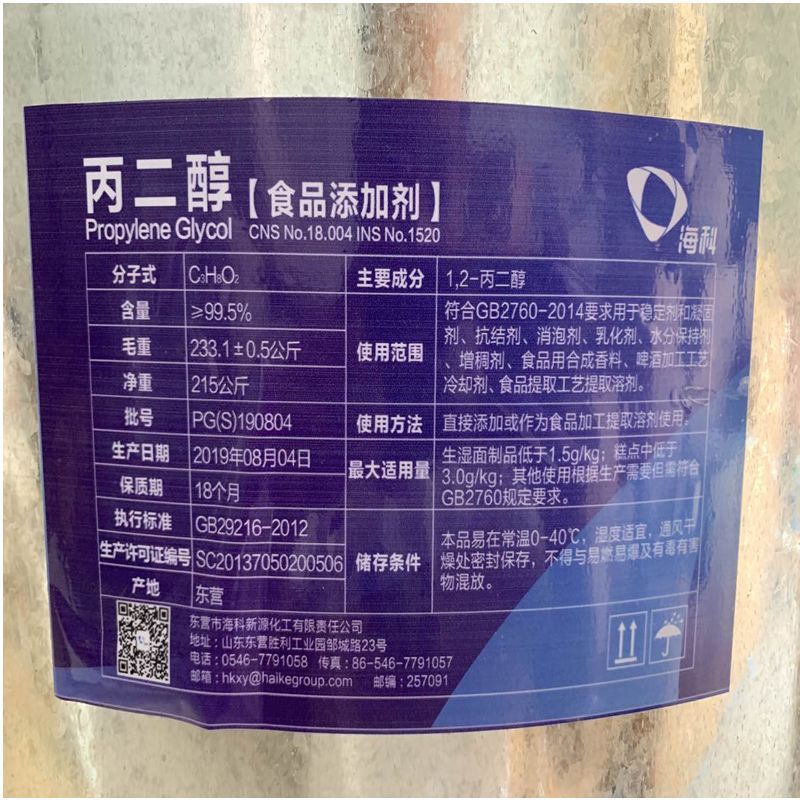 丙二醇【食品添加剂】
Propylene Glycol CNS No.18.004 INS No.1520
海科
分子式 C3H8O2
含量 ≥99.5%
毛重 233.1±0.5公斤
净重 215公斤
批号 PG(S)190804
生产日期 2019年08月04日
保质期 18个月
执行标准 GB29216-2012
生产许可证编号 SC20137050200506
产地 东营
主要成分 1,2-丙二醇
使用范围
符合GB2760-2014要求用于稳定剂和凝固
剂、抗结剂、消泡剂、乳化剂、水分保持剂
、增稠剂、食品用合成香料、啤酒加工工艺
冷却剂、食品提取工艺提取溶剂。
使用方法 直接添加或作为食品加工提取溶剂使用。
最大适用量
生湿面制品低于1.5g/kg；糕点中低于
3.0g/kg；其他使用根据生产需要但需符合
GB2760规定要求。
储存条件
本品易在常温0-40℃，湿度适宜，通风干
燥处密封保存，不得与易燃易爆及有毒有害
物混放。
东营市海科新源化工有限责任公司
地址：山东东营胜利工业园邹城路23号
电话：0546-7791058 传真：86-546-7791057
邮箱：hkxy@haikegroup.com 邮编：257091